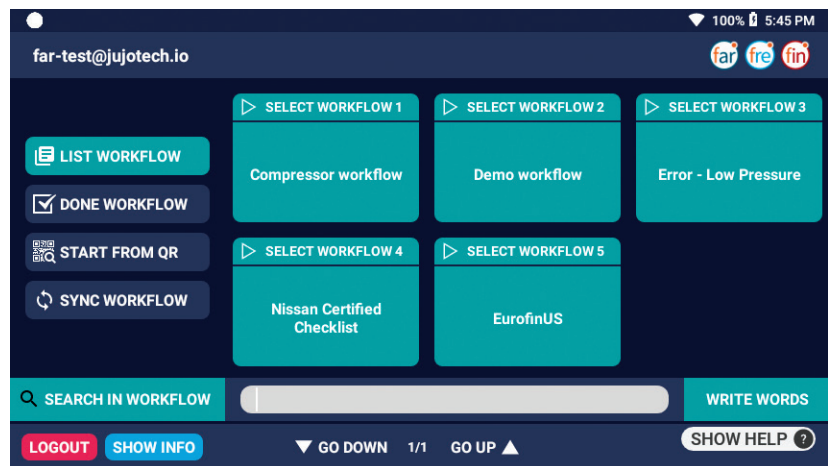 100% 5:45 PM
far-test@jujotech.io
far fre fin
SELECT WORKFLOW 1
SELECT WORKFLOW 2
SELECT WORKFLOW 3
Compressor workflow
Demo workflow
Error - Low Pressure
LIST WORKFLOW
DONE WORKFLOW
START FROM QR
SYNC WORKFLOW
SELECT WORKFLOW 4
SELECT WORKFLOW 5
Nissan Certified
Checklist
EurofinUS
SEARCH IN WORKFLOW
WRITE WORDS
LOGOUT
SHOW INFO
GO DOWN 1/1 GO UP
SHOW HELP ?